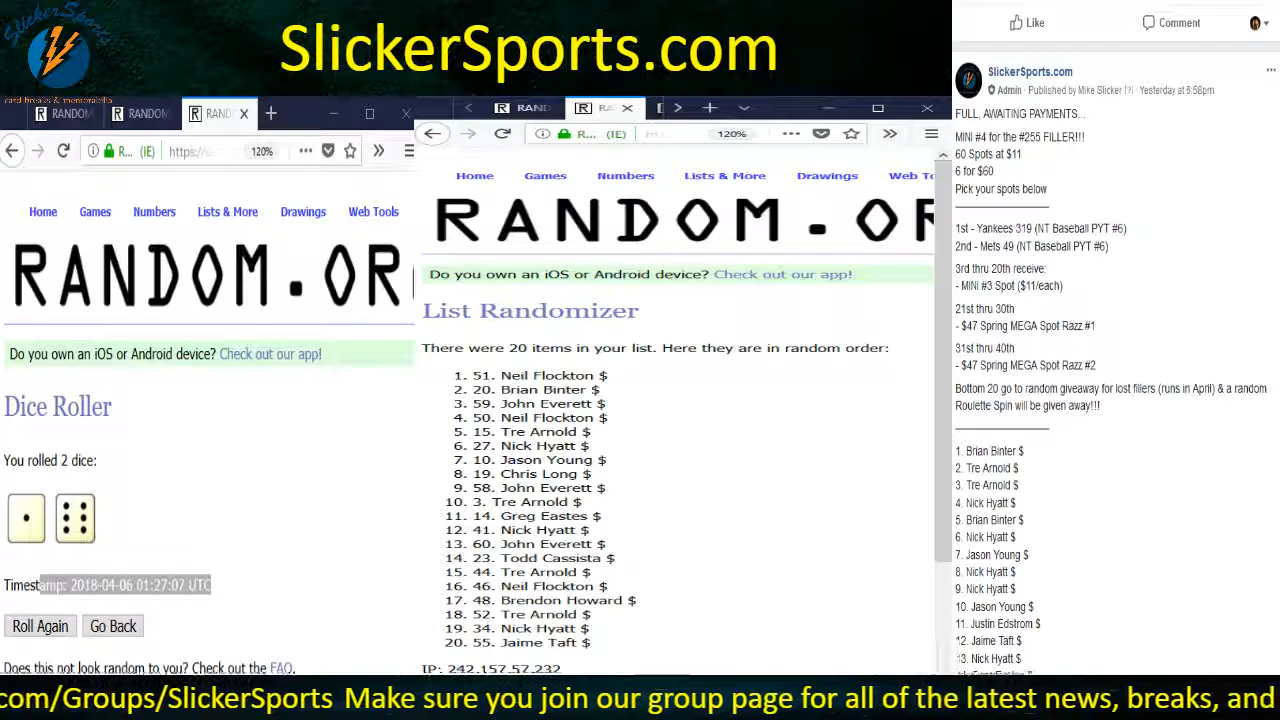 SlickerSports
card breaks & memorabilia
SlickerSports.com
RANDOM
RANDOM
RAND
120%
Home Games Numbers Lists & More Drawings Web Tools
RANDOM.OR
Do you own an iOS or Android device? Check out our app!
Dice Roller
You rolled 2 dice:
Timestamp: 2018-04-06 01:27:07 UTC
Roll Again Go Back
Does this not look random to you? Check out the FAQ.
RAND
RA
R... (IE) 120%
Home Games Numbers Lists & More Drawings Web To
RANDOM.OR
Do you own an iOS or Android device? Check out our app!
List Randomizer
There were 20 items in your list. Here they are in random order:
1. 51. Neil Flockton $
2. 20. Brian Binter $
3. 59. John Everett $
4. 50. Neil Flockton $
5. 15. Tre Arnold $
6. 27. Nick Hyatt $
7. 10. Jason Young $
8. 19. Chris Long $
9. 58. John Everett $
10. 3. Tre Arnold $
11. 14. Greg Eastes $
12. 41. Nick Hyatt $
13. 60. John Everett $
14. 23. Todd Cassista $
15. 44. Tre Arnold $
16. 46. Neil Flockton $
17. 48. Brendon Howard $
18. 52. Tre Arnold $
19. 34. Nick Hyatt $
20. 55. Jaime Taft $
IP: 242.157.57.232
Like Comment
SlickerSports.com
Admin · Published by Mike Slicker [?] · Yesterday at 6:58pm
FULL, AWAITING PAYMENTS...
MINI #4 for the #255 FILLER!!!
60 Spots at $11
6 for $60
Pick your spots below
1st - Yankees 319 (NT Baseball PYT #6)
2nd - Mets 49 (NT Baseball PYT #6)
3rd thru 20th receive:
- MINI #3 Spot ($11/each)
21st thru 30th
- $47 Spring MEGA Spot Razz #1
31st thru 40th
- $47 Spring MEGA Spot Razz #2
Bottom 20 go to random giveaway for lost fillers (runs in April) & a random
Roulette Spin will be given away!!!
1. Brian Binter $
2. Tre Arnold $
3. Tre Arnold $
4. Nick Hyatt $
5. Brian Binter $
6. Nick Hyatt $
7. Jason Young $
8. Nick Hyatt $
9. Nick Hyatt $
10. Jason Young $
11. Justin Edstrom $
12. Jaime Taft $
13. Nick Hyatt $
com/Groups/SlickerSports Make sure you join our group page for all of the latest news, breaks, and